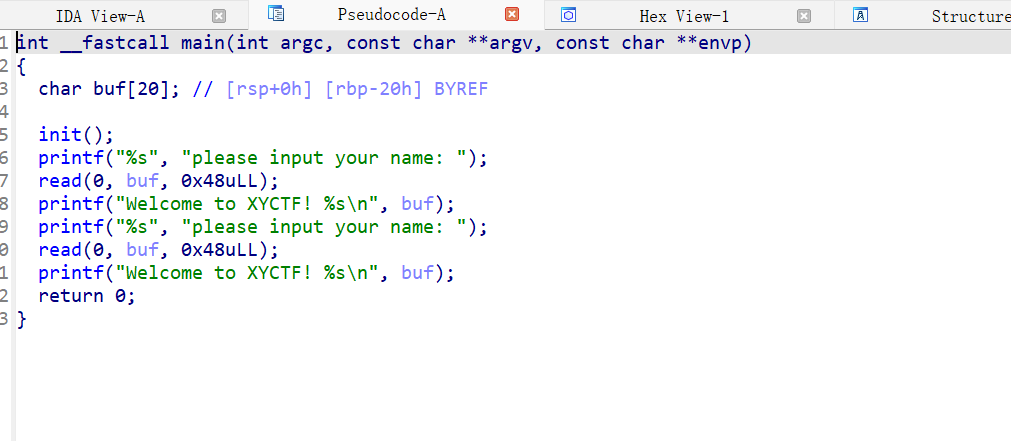 IDA View-A Pseudocode-A Hex View-1 Structure
1 int __fastcall main(int argc, const char **argv, const char **envp)
2 {
3   char buf[20]; // [rsp+0h] [rbp-20h] BYREF
4
5   init();
6   printf("%s", "please input your name: ");
7   read(0, buf, 0x48uLL);
8   printf("Welcome to XYCTF! %s\n", buf);
9   printf("%s", "please input your name: ");
0   read(0, buf, 0x48uLL);
1   printf("Welcome to XYCTF! %s\n", buf);
2   return 0;
3 }